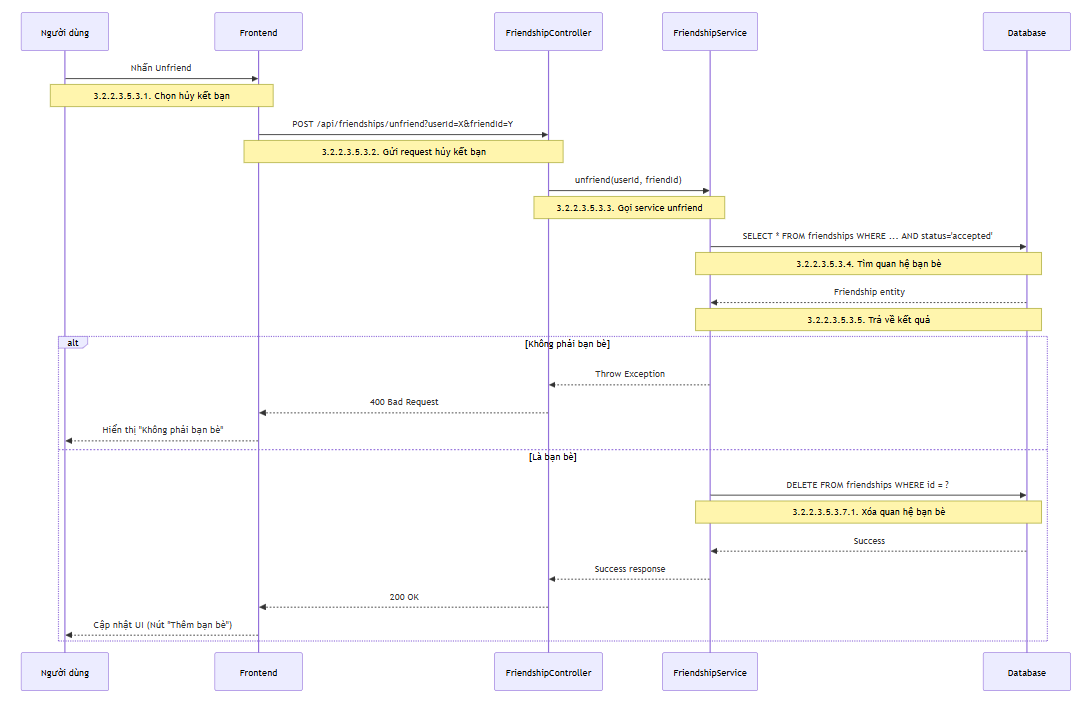 Người dùng
Frontend
FriendshipController
FriendshipService
Database
Nhấn Unfriend
3.2.2.3.5.3.1. Chọn hủy kết bạn
POST /api/friendships/unfriend?userId=X&friendId=Y
3.2.2.3.5.3.2. Gửi request hủy kết bạn
unfriend(userId, friendId)
3.2.2.3.5.3.3. Gọi service unfriend
SELECT * FROM friendships WHERE ... AND status='accepted'
3.2.2.3.5.3.4. Tìm quan hệ bạn bè
Friendship entity
3.2.2.3.5.3.5. Trả về kết quả
alt
[Không phải bạn bè]
Throw Exception
400 Bad Request
Hiển thị "Không phải bạn bè"
[Là bạn bè]
DELETE FROM friendships WHERE id = ?
3.2.2.3.5.3.7.1. Xóa quan hệ bạn bè
Success
Success response
200 OK
Cập nhật UI (Nút "Thêm bạn bè")
Người dùng
Frontend
FriendshipController
FriendshipService
Database